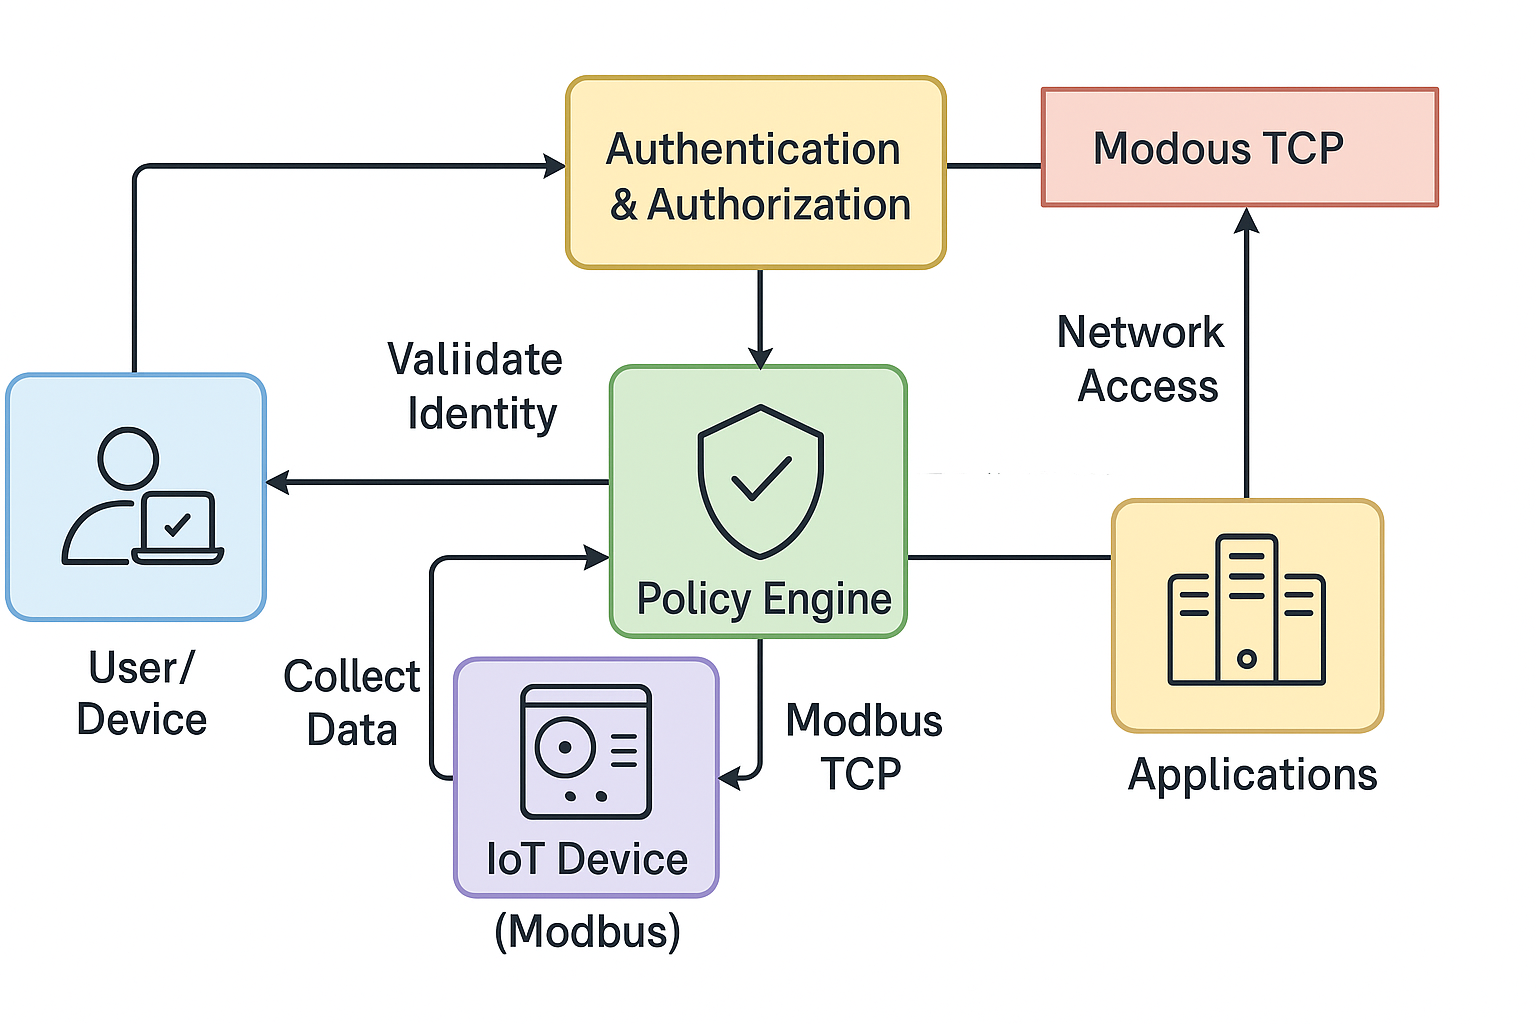 Authentication
& Authorization
Modous TCP
Valiidate
Identity
Network
Access
Policy Engine
User/
Device
Collect
Data
Modbus
TCP
Applications
IoT Device
(Modbus)